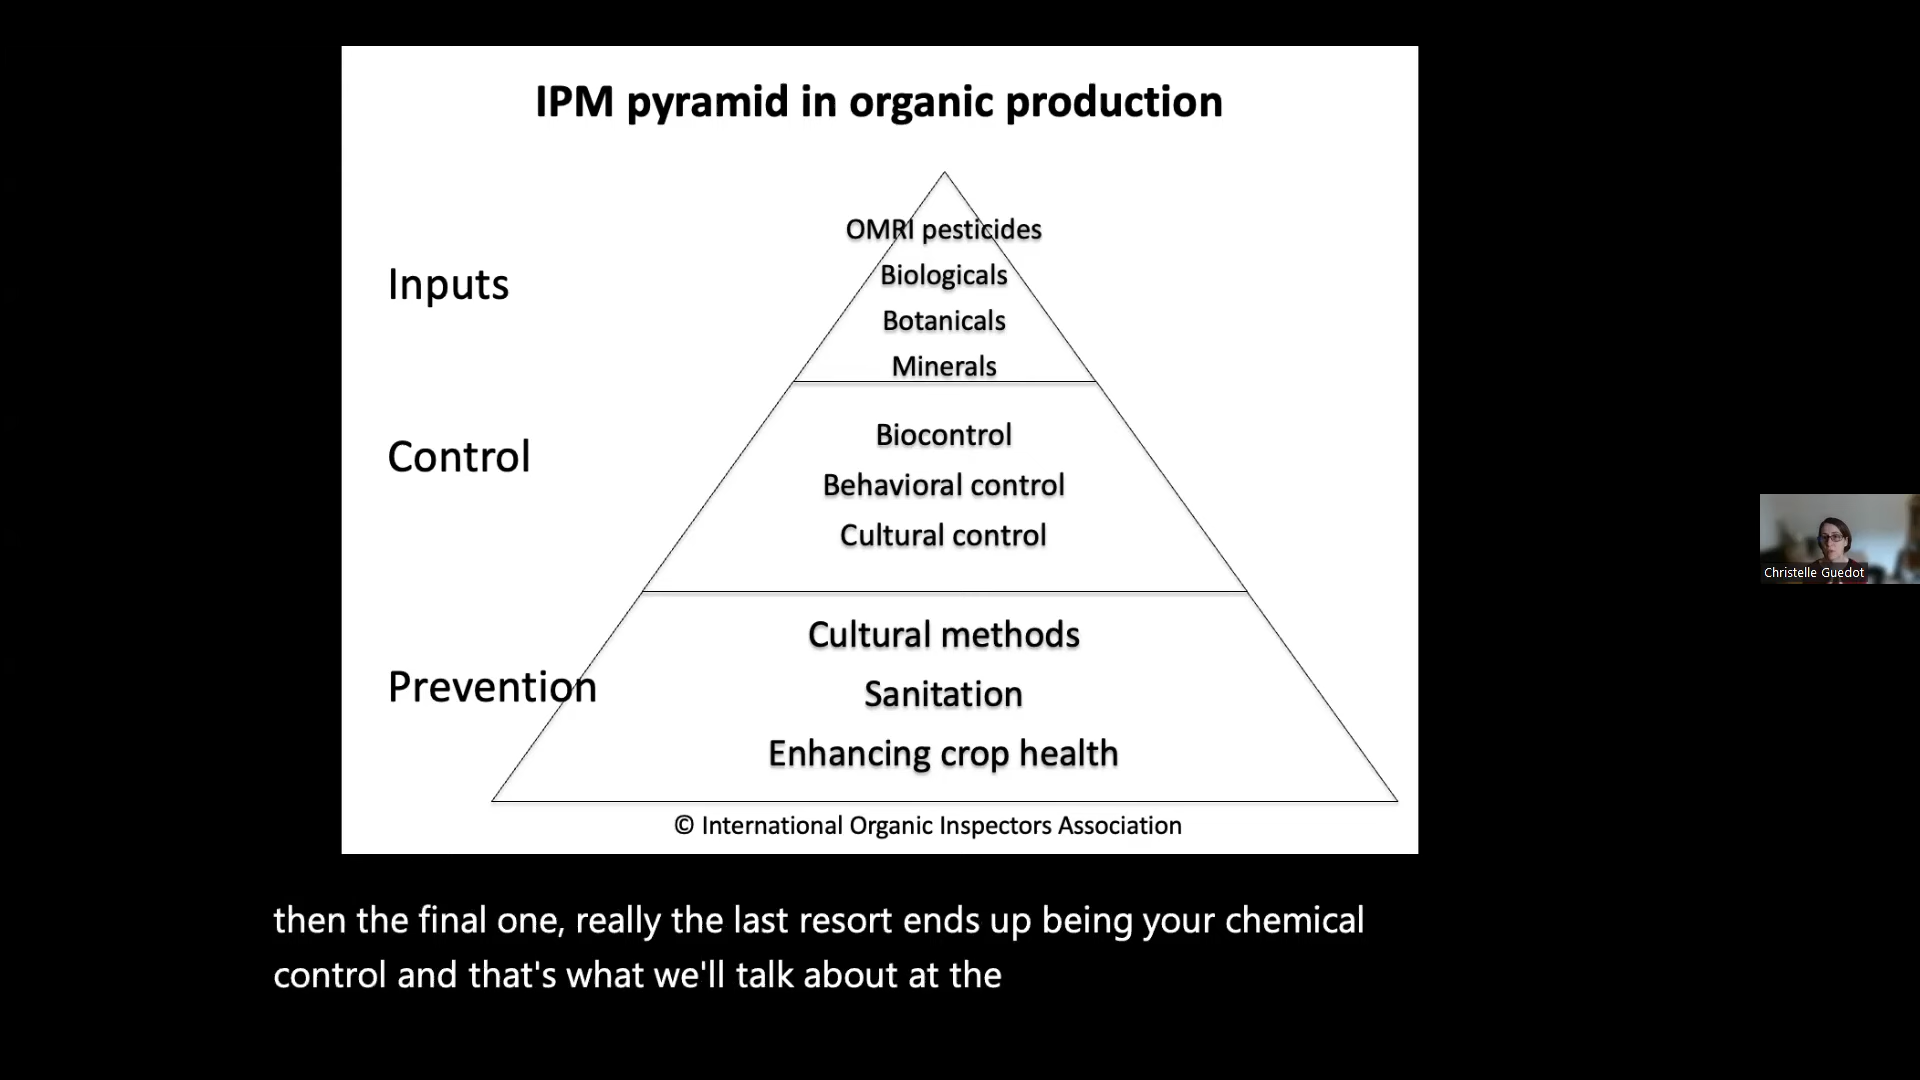 IPM pyramid in organic production
Inputs
OMRI pesticides
Biologicals
Botanicals
Minerals
Control
Biocontrol
Behavioral control
Cultural control
Prevention
Cultural methods
Sanitation
Enhancing crop health
© International Organic Inspectors Association
Christelle Guedot
then the final one, really the last resort ends up being your chemical
control and that's what we'll talk about at the